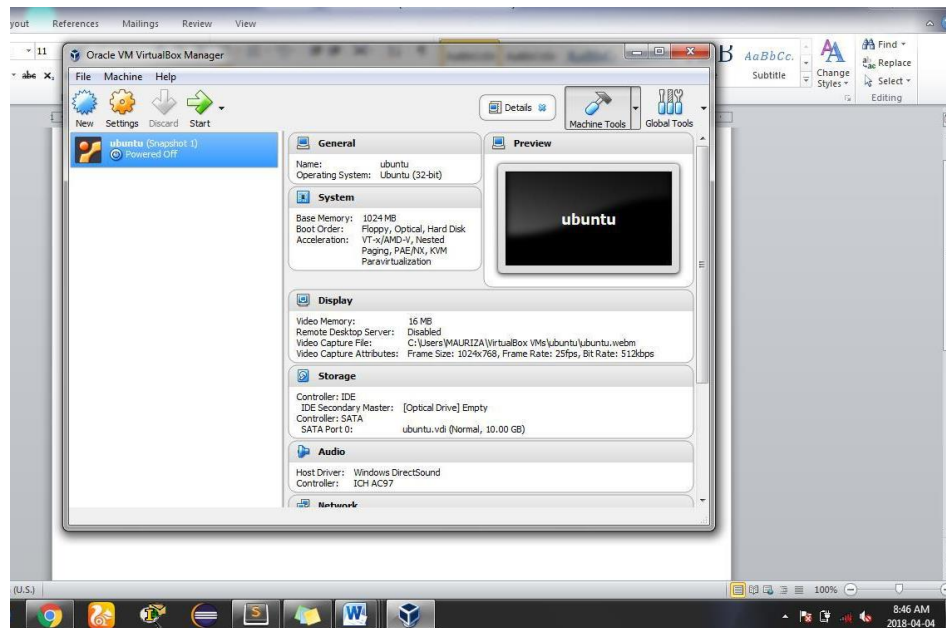 yout References Mailings Review View
11
Oracle VM VirtualBox Manager
AaBbCc.
Subtitle
Change Styles
Find
Replace
Select
Editing
File Machine Help
New Settings Discard Start
Details
Machine Tools
Global Tools
ubuntu (Snapshot 1)
Powered Off
General
Name: ubuntu
Operating System: Ubuntu (32-bit)
Preview
ubuntu
System
Base Memory: 1024 MB
Boot Order: Floppy, Optical, Hard Disk
Acceleration: VT-x/AMD-V, Nested
Paging, PAE/NX, KVM
Paravirtualization
Display
Video Memory: 16 MB
Remote Desktop Server: Disabled
Video Capture File: C:\Users\MAURIZA\VirtualBox VMs\ubuntu\ubuntu.webm
Video Capture Attributes: Frame Size: 1024x768, Frame Rate: 25fps, Bit Rate: 512kbps
Storage
Controller: IDE
IDE Secondary Master: [Optical Drive] Empty
Controller: SATA
SATA Port 0: ubuntu.vdi (Normal, 10.00 GB)
Audio
Host Driver: Windows DirectSound
Controller: ICH AC97
Network
(U.S.)
100%
8:46 AM
2018-04-04